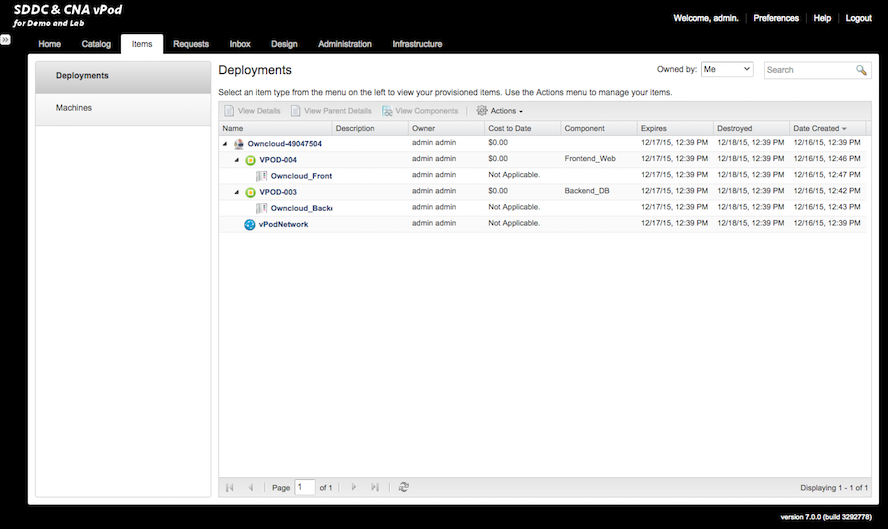 SDDC & CNA vPod
for Demo and Lab
Welcome, admin. Preferences Help Logout
Home Catalog Items Requests Inbox Design Administration Infrastructure
Deployments
Machines
Deployments
Owned by: Me Search
Select an item type from the menu on the left to view your provisioned items. Use the Actions menu to manage your items.
View Details View Parent Details View Components Actions
Name Description Owner Cost to Date Component Expires Destroyed Date Created
Owncloud-49047504 admin admin $0.00 12/17/15, 12:39 PM 12/18/15, 12:39 PM 12/16/15, 12:39 PM
VPOD-004 admin admin $0.00 Frontend_Web 12/17/15, 12:39 PM 12/18/15, 12:39 PM 12/16/15, 12:46 PM
Owncloud_Front admin admin Not Applicable. 12/17/15, 12:39 PM 12/18/15, 12:39 PM 12/16/15, 12:47 PM
VPOD-003 admin admin $0.00 Backend_DB 12/17/15, 12:39 PM 12/18/15, 12:39 PM 12/16/15, 12:42 PM
Owncloud_Backe admin admin Not Applicable. 12/17/15, 12:39 PM 12/18/15, 12:39 PM 12/16/15, 12:43 PM
vPodNetwork admin admin Not Applicable. 12/17/15, 12:39 PM 12/18/15, 12:39 PM 12/16/15, 12:39 PM
Page 1 of 1 Displaying 1 - 1 of 1
version 7.0.0 (build 3292778)